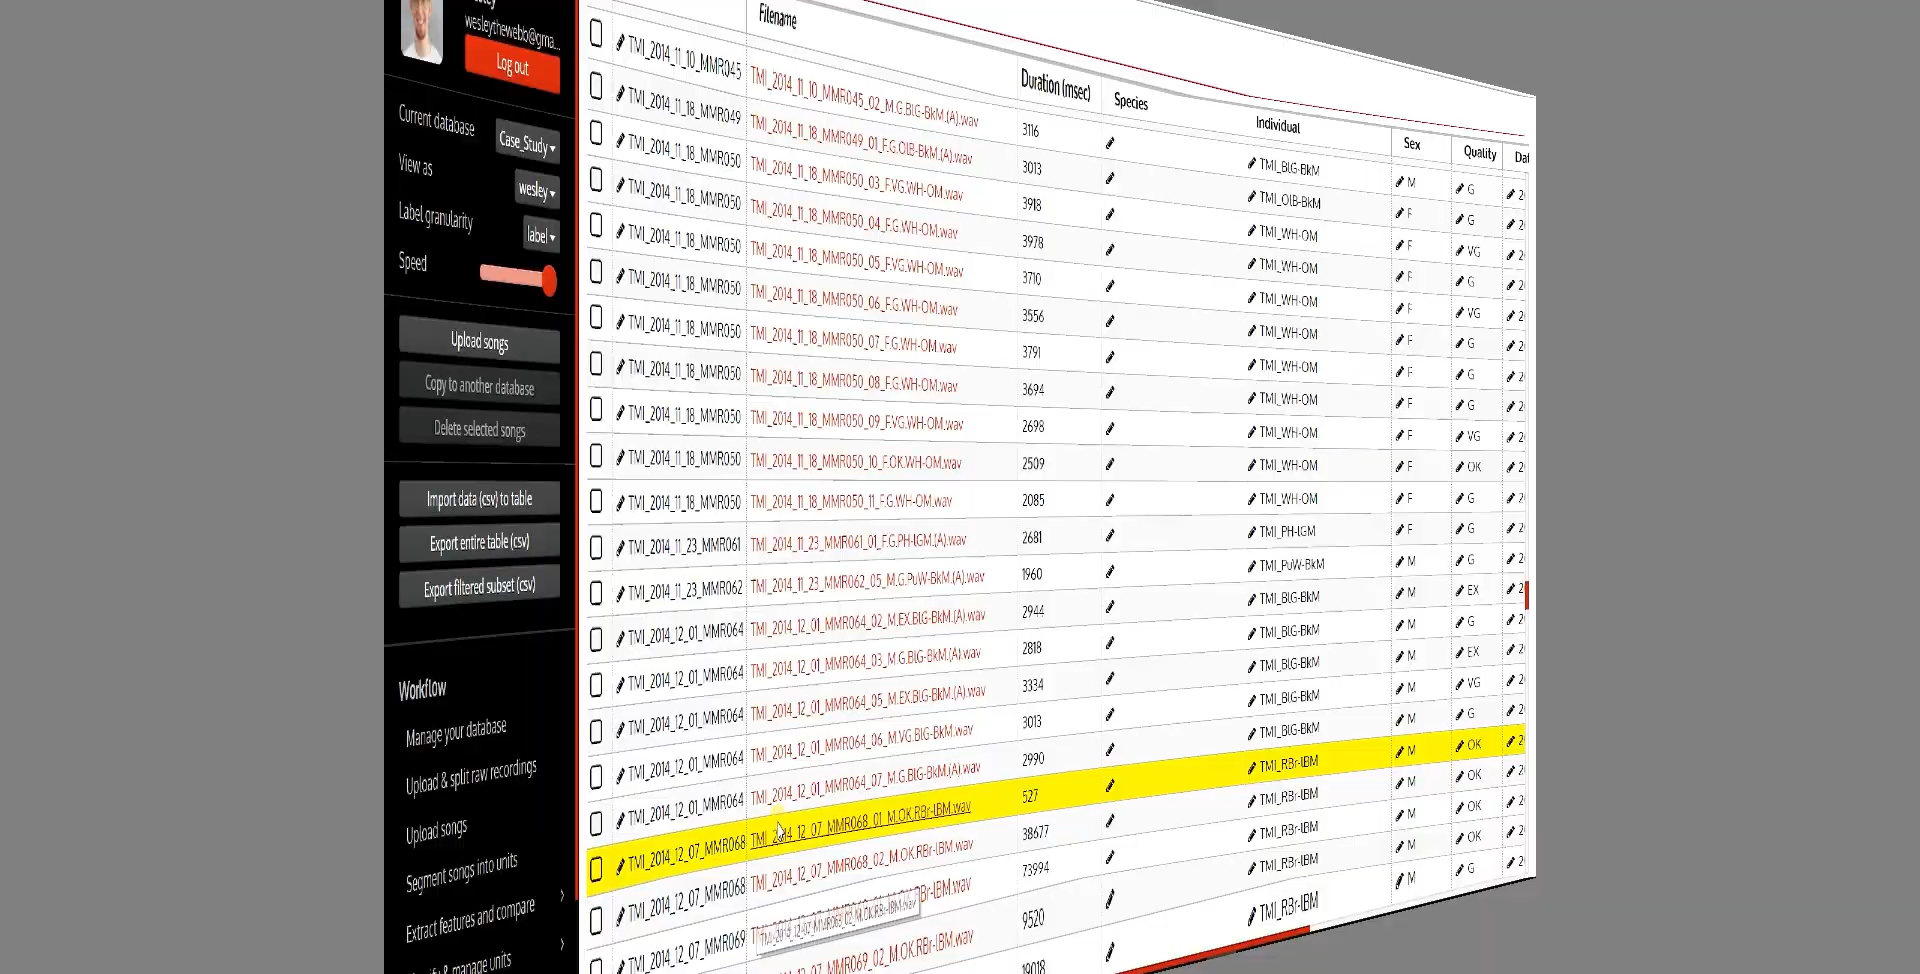 wesleythewebb@gma...
Log out
Current database
Case_Study
View as
wesley
Label granularity
label
Speed
Upload songs
Copy to another database
Delete selected songs
Import data (csv) to table
Export entire table (csv)
Export filtered subset (csv)
Workflow
Manage your database
Upload & split raw recordings
Upload songs
Segment songs into units
Extract features and compare
& manage units
Filename Duration (msec) Species Individual Sex Quality
TMI_2014_11_10_MMR045 TMI_2014_11_10_MMR045_02_M.G.BlG-BkM.(A).wav 3116 TMI_BlG-BkM M G
TMI_2014_11_18_MMR049 TMI_2014_11_18_MMR049_01_F.G.OlB-BkM.(A).wav 3013 TMI_OlB-BkM F G
TMI_2014_11_18_MMR050 TMI_2014_11_18_MMR050_03_F.VG.WH-OM.wav 3918 TMI_WH-OM F VG
TMI_2014_11_18_MMR050 TMI_2014_11_18_MMR050_04_F.G.WH-OM.wav 3978 TMI_WH-OM F G
TMI_2014_11_18_MMR050 TMI_2014_11_18_MMR050_05_F.VG.WH-OM.wav 3710 TMI_WH-OM F VG
TMI_2014_11_18_MMR050 TMI_2014_11_18_MMR050_06_F.G.WH-OM.wav 3556 TMI_WH-OM F G
TMI_2014_11_18_MMR050 TMI_2014_11_18_MMR050_07_F.G.WH-OM.wav 3791 TMI_WH-OM F G
TMI_2014_11_18_MMR050 TMI_2014_11_18_MMR050_08_F.G.WH-OM.wav 3694 TMI_WH-OM F G
TMI_2014_11_18_MMR050 TMI_2014_11_18_MMR050_09_F.VG.WH-OM.wav 2698 TMI_WH-OM F VG
TMI_2014_11_18_MMR050 TMI_2014_11_18_MMR050_10_F.OK.WH-OM.wav 2509 TMI_WH-OM F OK
TMI_2014_11_18_MMR050 TMI_2014_11_18_MMR050_11_F.G.WH-OM.wav 2085 TMI_WH-OM F G
TMI_2014_11_23_MMR061 TMI_2014_11_23_MMR061_01_F.G.PH-lGM.(A).wav 2681 TMI_PH-lGM F G
TMI_2014_11_23_MMR062 TMI_2014_11_23_MMR062_05_M.G.PuW-BkM.(A).wav 1960 TMI_PuW-BkM M G
TMI_2014_12_01_MMR064 TMI_2014_12_01_MMR064_02_M.EX.BlG-BkM.(A).wav 2944 TMI_BlG-BkM M EX
TMI_2014_12_01_MMR064 TMI_2014_12_01_MMR064_03_M.G.BlG-BkM.(A).wav 2818 TMI_BlG-BkM M G
TMI_2014_12_01_MMR064 TMI_2014_12_01_MMR064_05_M.EX.BlG-BkM.(A).wav 3334 TMI_BlG-BkM M EX
TMI_2014_12_01_MMR064 TMI_2014_12_01_MMR064_06_M.VG.BlG-BkM.wav 3013 TMI_BlG-BkM M VG
TMI_2014_12_01_MMR064 TMI_2014_12_01_MMR064_07_M.G.BlG-BkM.(A).wav 2990 TMI_BlG-BkM M G
TMI_2014_12_07_MMR068 TMI_2014_12_07_MMR068_01_M.OK.RBr-lBM.wav 527 TMI_RBr-lBM M OK
TMI_2014_12_07_MMR068 TMI_2014_12_07_MMR068_02_M.OK.RBr-lBM.wav 38677 TMI_RBr-lBM M OK
TMI_2014_12_07_MMR069 73994 TMI_RBr-lBM M OK
9520 TMI_RBr-lBM M OK
19018 TMI_RBr-lBM M G